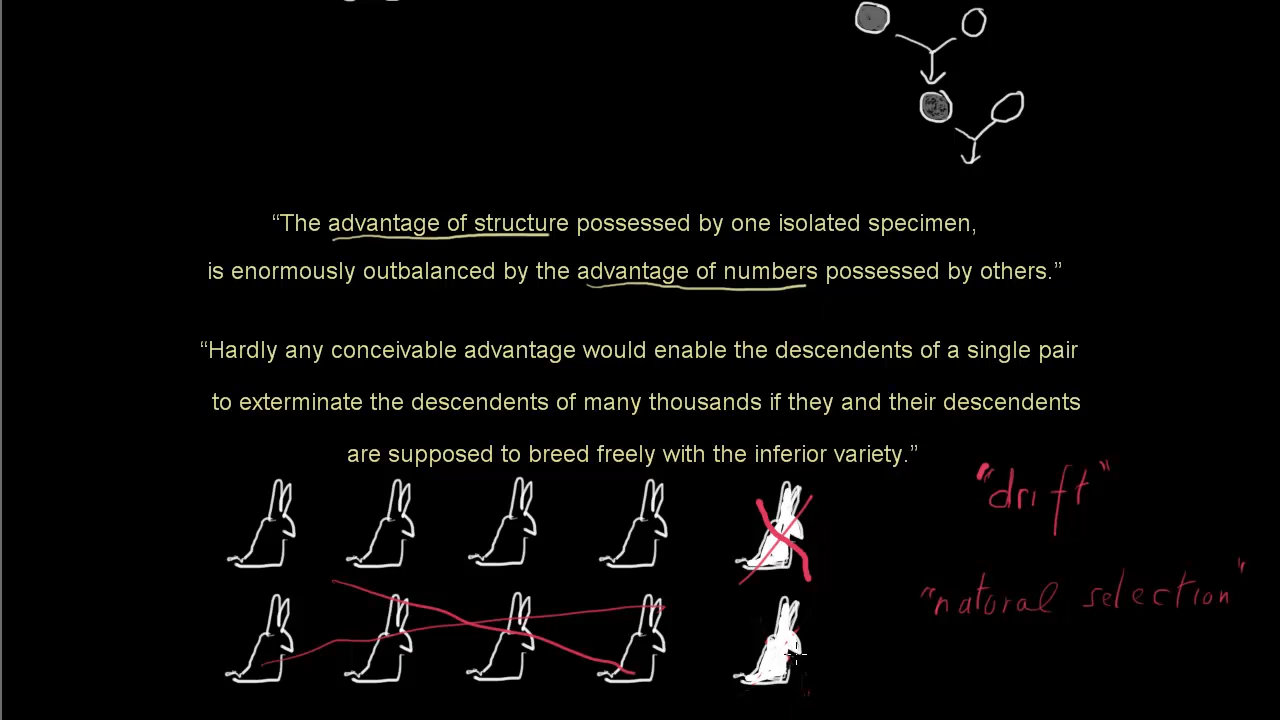 “The advantage of structure possessed by one isolated specimen,
is enormously outbalanced by the advantage of numbers possessed by others.”
“Hardly any conceivable advantage would enable the descendents of a single pair
to exterminate the descendents of many thousands if they and their descendents
are supposed to breed freely with the inferior variety.”
"drift"
"natural selection"